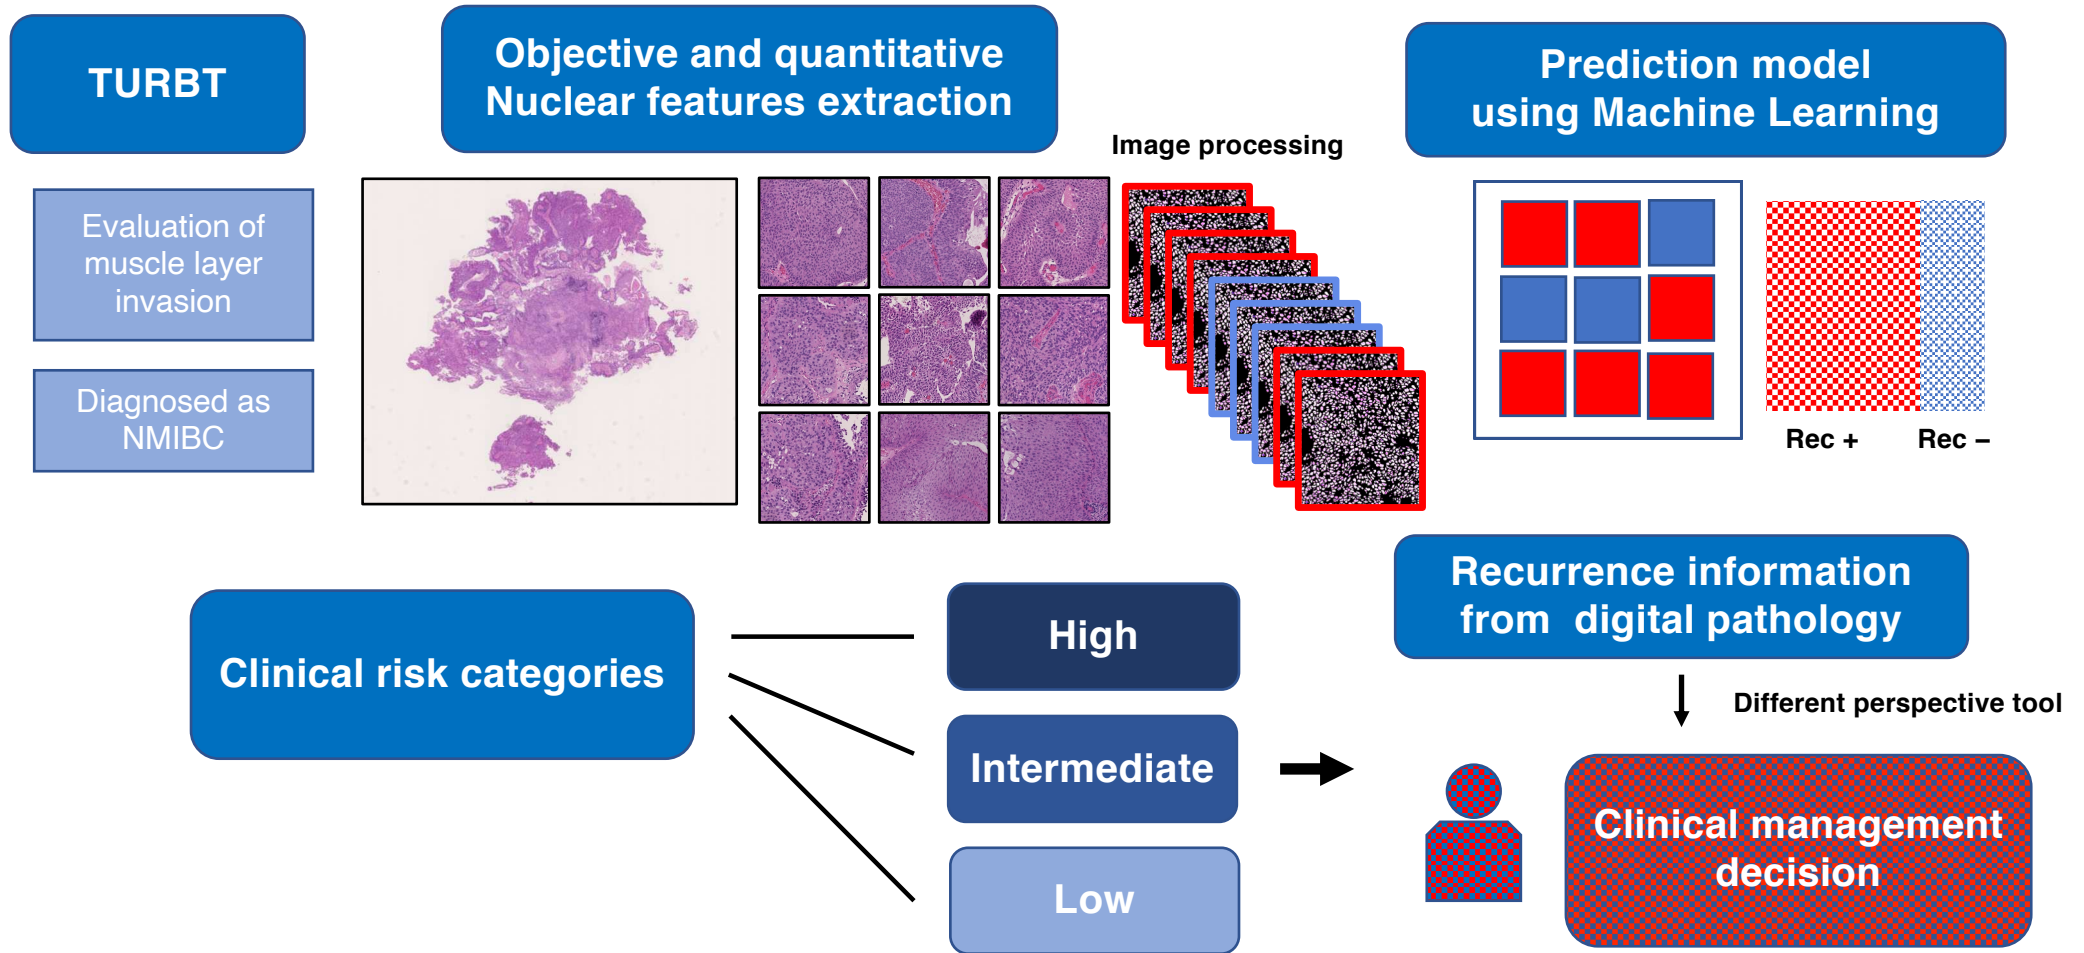 TURBT
Evaluation of
muscle layer
invasion
Diagnosed as
NMIBC
Objective and quantitative
Nuclear features extraction
Image processing
Prediction model
using Machine Learning
Rec +
Rec −
Clinical risk categories
High
Intermediate
Low
Recurrence information
from  digital pathology
Different perspective tool
Clinical management
decision